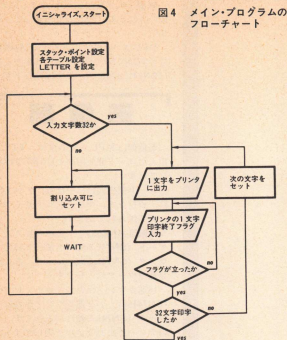 図4 メイン・プログラムの
フローチャート
イニシャライズ,スタート
スタック・ポイント設定
各テーブル設定
LETTER を設定
入力文字数32か
yes
no
割り込み可に
セット
WAIT
1文字をプリンタ
に出力
次の文字を
セット
プリンタの1文字
印字終了フラグ
入力
フラグが立ったか
no
yes
32文字印字
したか
no
yes